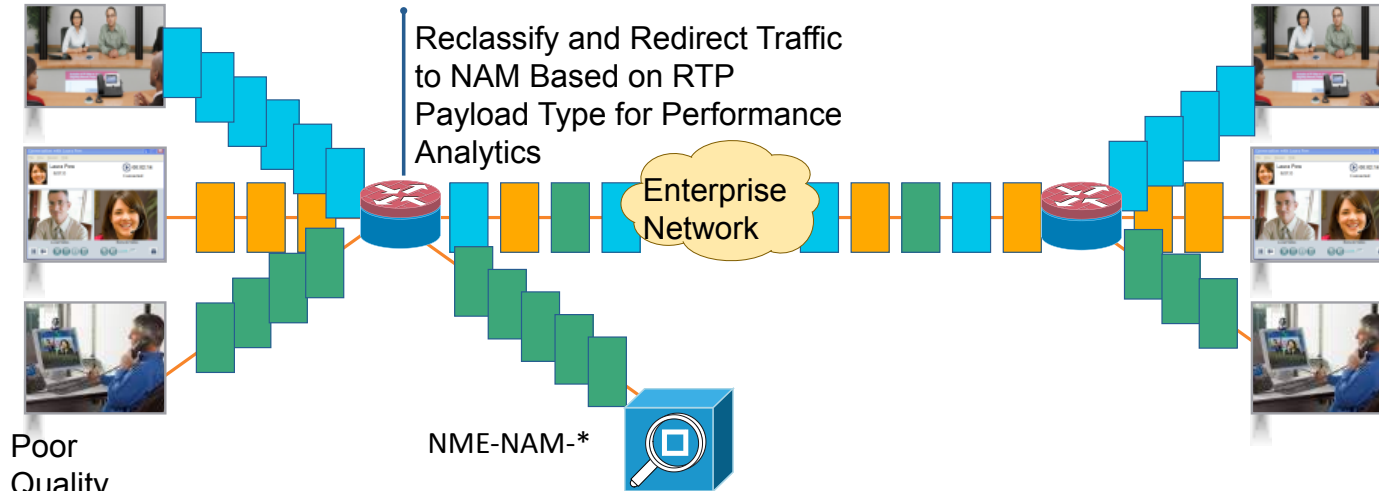 Reclassify and Redirect Traffic
to NAM Based on RTP
Payload Type for Performance
Analytics
Enterprise
Network
NME-NAM-*
Poor
Quality